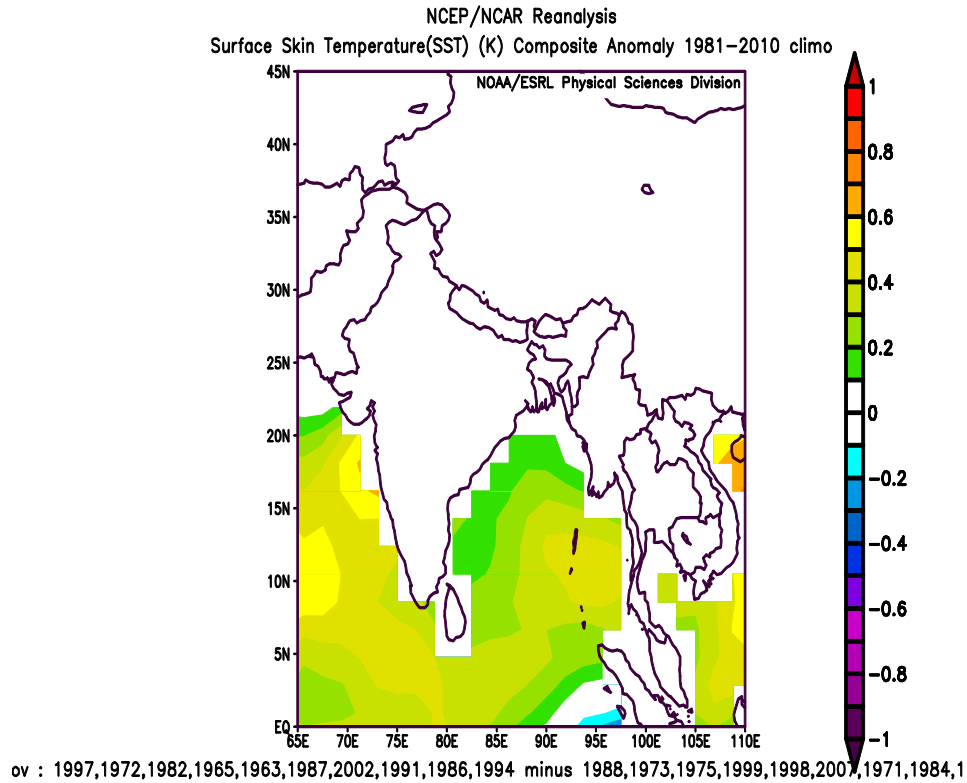 NCEP/NCAR Reanalysis
Surface Skin Temperature(SST) (K) Composite Anomaly 1981-2010 climo
NOAA/ESRL Physical Sciences Division
45N
40N
35N
30N
25N
20N
15N
10N
5N
EQ
65E 70E 75E 80E 85E 90E 95E 100E 105E 110E
1
0.8
0.6
0.4
0.2
0
-0.2
-0.4
-0.6
-0.8
-1
ov : 1997,1972,1982,1965,1963,1987,2002,1991,1986,1994 minus 1988,1973,1975,1999,1998,2007,1971,1984,1